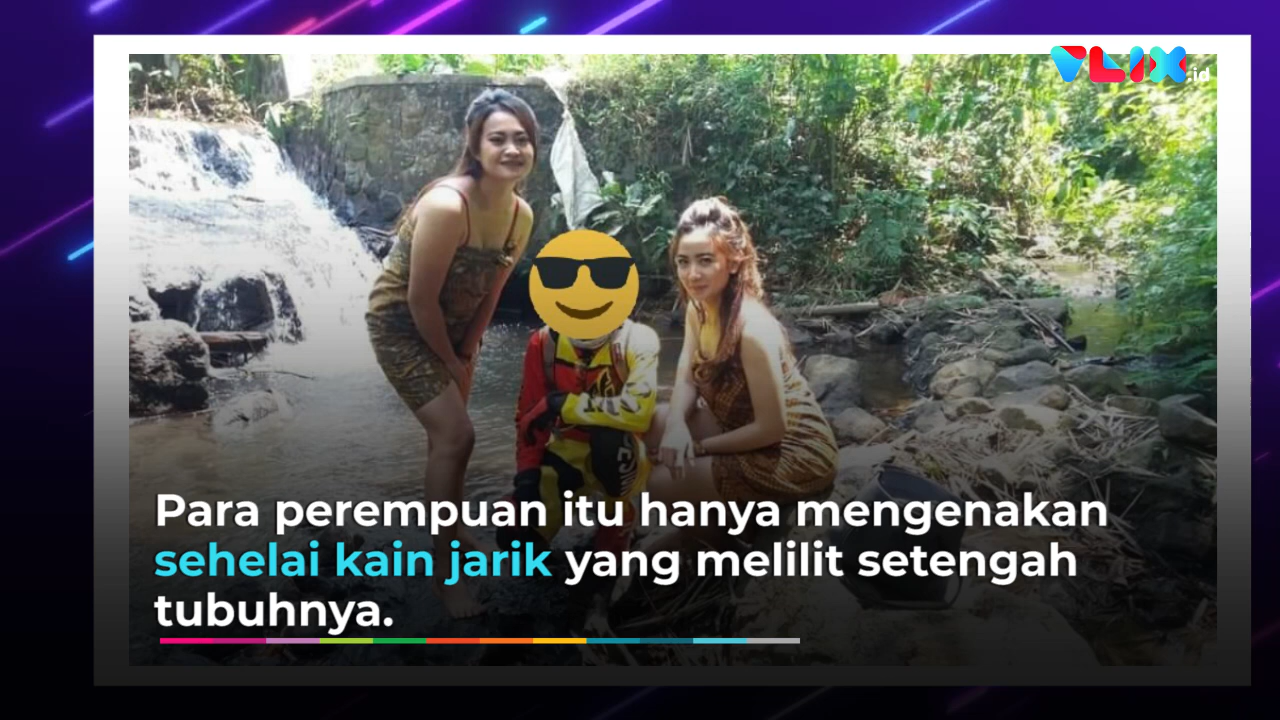 VLIX.id
Para perempuan itu hanya mengenakan
sehelai kain jarik yang melilit setengah
tubuhnya.